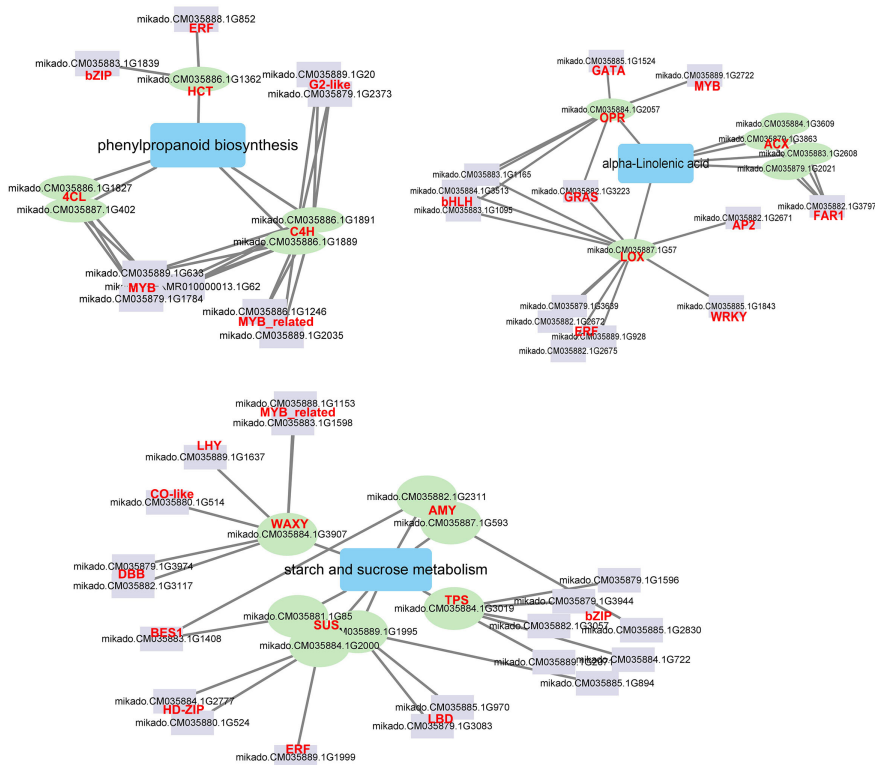 mikado.CM035888.1G852
ERF
mikado.CM035883.1G1839
bZIP
mikado.CM035886.1G1362
HCT
mikado.CM035889.1G20
G2-like
mikado.CM035879.1G2373
phenylpropanoid biosynthesis
mikado.CM035886.1G1827
4CL
mikado.CM035887.1G402
mikado.CM035886.1G1891
C4H
mikado.CM035886.1G1889
mikado.CM035889.1G633
MYB
MR010000013.1G62
mikado.CM035879.1G1784
mikado.CM035886.1G1246
MYB_related
mikado.CM035889.1G2035
mikado.CM035885.1G1524
GATA
mikado.CM035889.1G2722
MYB
mikado.CM035884.1G2057
OPR
mikado.CM035884.1G3609
mikado.CM035879.1G3863
ACX
mikado.CM035883.1G2608
mikado.CM035879.1G2021
alpha-Linolenic acid
mikado.CM035883.1G1165
mikado.CM035884.1G3513
bHLH
mikado.CM035883.1G1095
mikado.CM035882.1G3223
GRAS
mikado.CM035882.1G3797
FAR1
mikado.CM035882.1G2671
AP2
mikado.CM035887.1G57
LOX
mikado.CM035879.1G3639
mikado.CM035882.1G2672
ERF
mikado.CM035889.1G928
mikado.CM035882.1G2675
mikado.CM035885.1G1843
WRKY
mikado.CM035888.1G1153
MYB_related
mikado.CM035883.1G1598
LHY
mikado.CM035889.1G1637
CO-like
mikado.CM035880.1G514
WAXY
mikado.CM035884.1G3907
mikado.CM035882.1G2311
AMY
mikado.CM035887.1G593
mikado.CM035879.1G3974
DBB
mikado.CM035882.1G3117
starch and sucrose metabolism
mikado.CM035879.1G1596
TPS
mikado.CM035884.1G3019
mikado.CM035879.1G3944
bZIP
mikado.CM035882.1G3057
mikado.CM035885.1G2830
mikado.CM035881.1G85
SUS
CM035889.1G1995
mikado.CM035884.1G2000
BES1
mikado.CM035883.1G1408
mikado.CM035889.1G2071
mikado.CM035884.1G722
mikado.CM035885.1G894
mikado.CM035884.1G2777
HD-ZIP
mikado.CM035880.1G524
mikado.CM035885.1G970
LBD
mikado.CM035879.1G3083
ERF
mikado.CM035889.1G1999